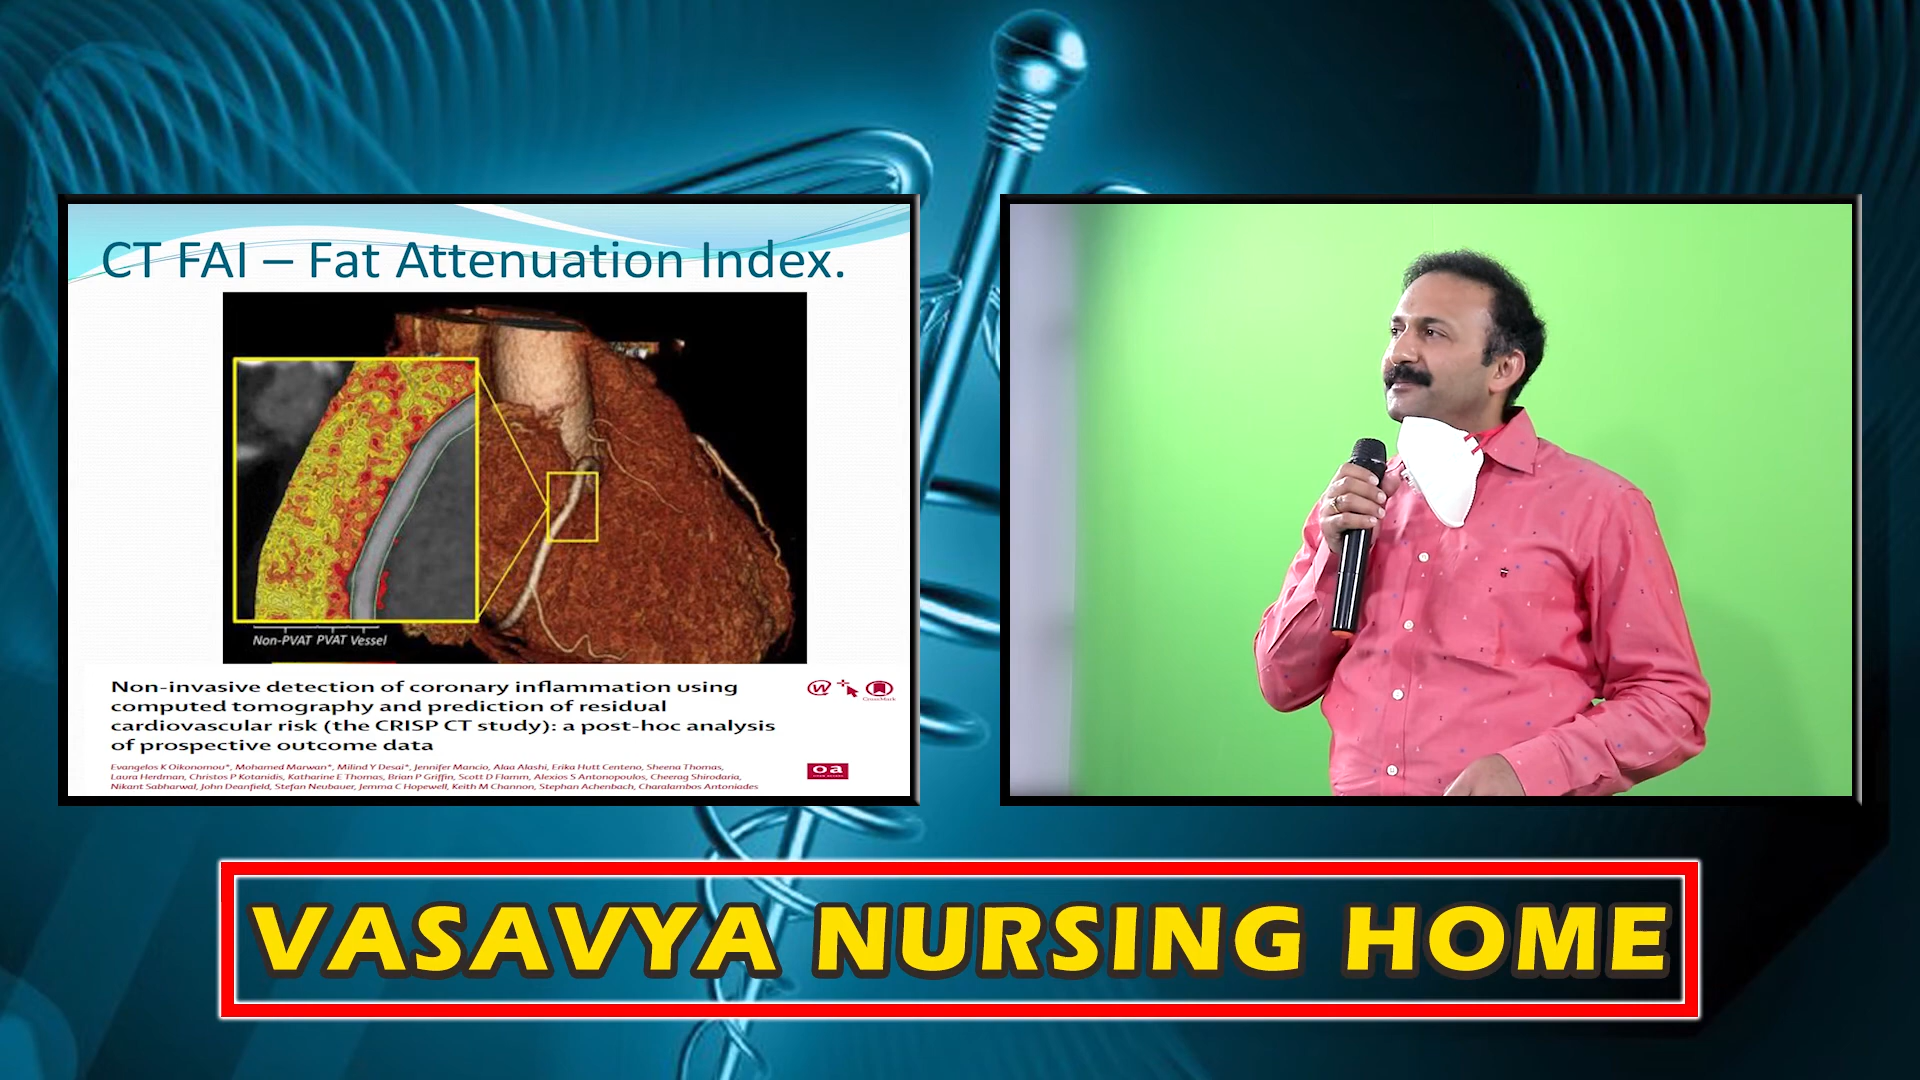 CT FAI – Fat Attenuation Index.
Non-PVAT PVAT Vessel
Non-invasive detection of coronary inflammation using
computed tomography and prediction of residual
cardiovascular risk (the CRISP CT study): a post-hoc analysis
of prospective outcome data
Evangelos K Oikonomou*, Mohamed Marwan*, Milind Y Desai*, Jennifer Mancio, Alaa Alashi, Erika Hutt Centeno, Sheena Thomas,
Laura Herdman, Christos P Kotanidis, Katharine E Thomas, Brian P Griffin, Scott D Flamm, Alexios S Antonopoulos, Cheerag Shirodaria,
Nikant Sabharwal, John Deanfield, Stefan Neubauer, Jemma C Hopewell, Keith M Channon, Stephan Achenbach, Charalambos Antoniades
W
CrossMark
oa
VASAVYA NURSING HOME